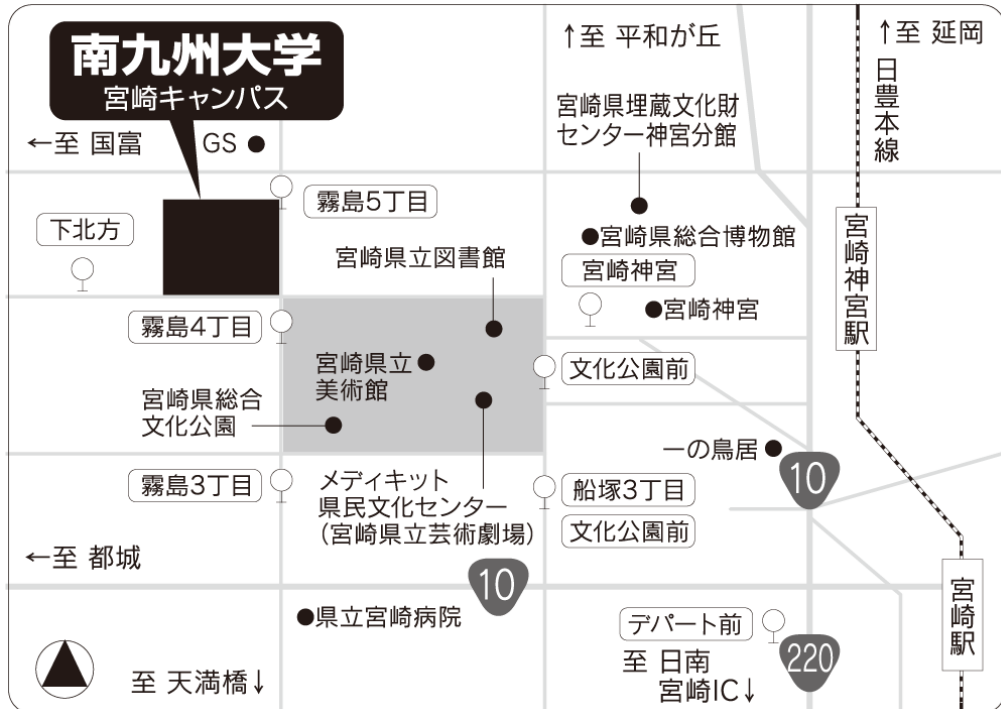 南九州大学
宮崎キャンパス
↑至 平和が丘
↑至 延岡
日豊本線
宮崎県埋蔵文化財
センター神宮分館
←至 国富
GS
霧島5丁目
下北方
宮崎県立図書館
宮崎県総合博物館
宮崎神宮
宮崎神宮
宮崎神宮駅
霧島4丁目
宮崎県立
美術館
文化公園前
宮崎県総合
文化公園
一の鳥居
10
霧島3丁目
メディキット
県民文化センター
(宮崎県立芸術劇場)
船塚3丁目
文化公園前
←至 都城
10
県立宮崎病院
デパート前
宮崎駅
至 日南
宮崎IC↓
220
至 天満橋↓